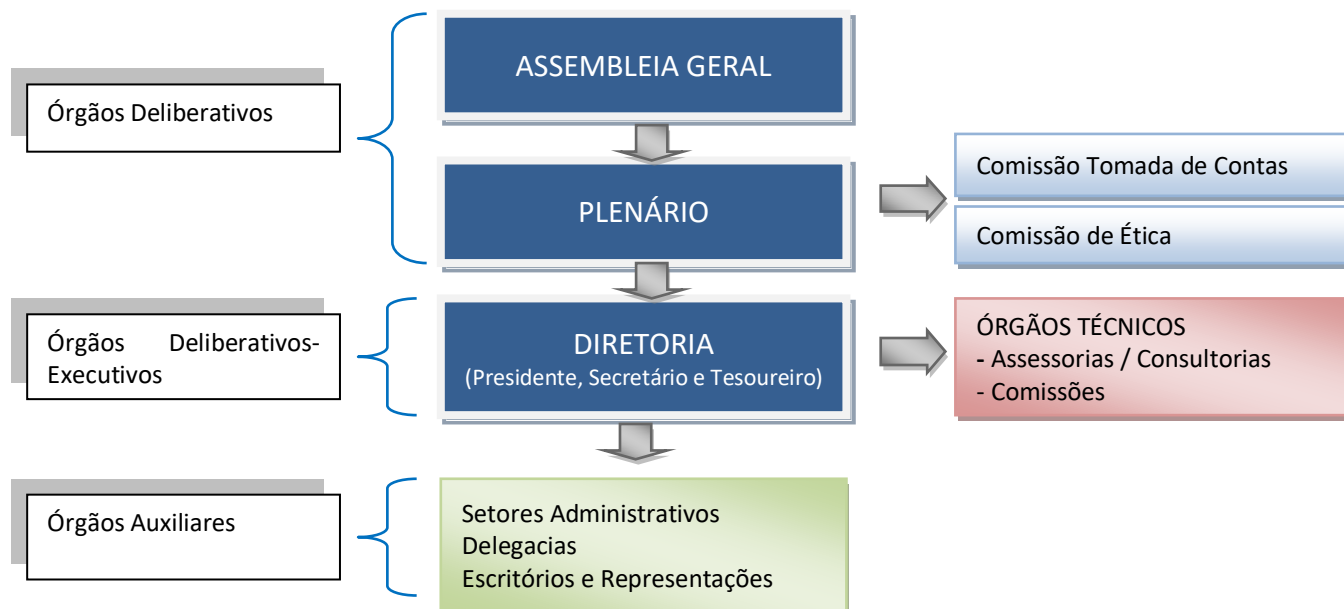 ASSEMBLEIA GERAL
Órgãos Deliberativos
PLENÁRIO
Comissão Tomada de Contas
Comissão de Ética
Órgãos Deliberativos-
Executivos
DIRETORIA
(Presidente, Secretário e Tesoureiro)
ÓRGÃOS TÉCNICOS
- Assessorias / Consultorias
- Comissões
Órgãos Auxiliares
Setores Administrativos
Delegacias
Escritórios e Representações